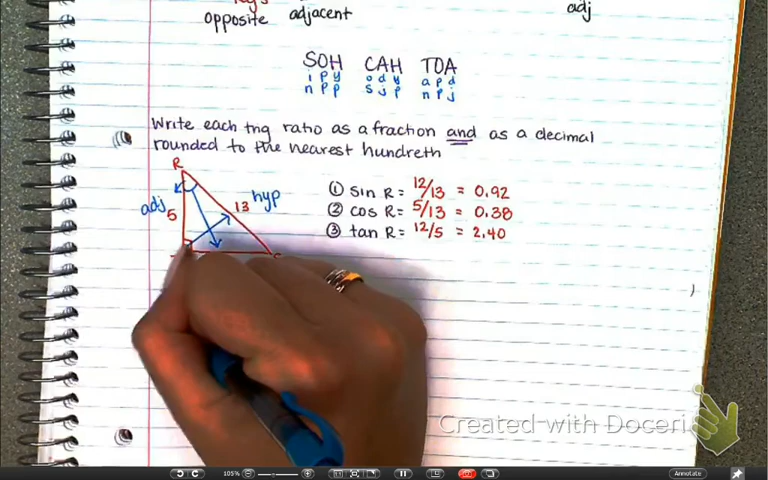 opposite adjacent adj
SOH CAH TOA
i p y o d y a p d
n p p s j p n p j
Write each trig ratio as a fraction and as a decimal
rounded to the nearest hundreth
R
adj 5 13 hyp
① sin R = 12/13 = 0.92
② cos R = 5/13 = 0.38
③ tan R = 12/5 = 2.40
Created with Doceri
105%
Annotate